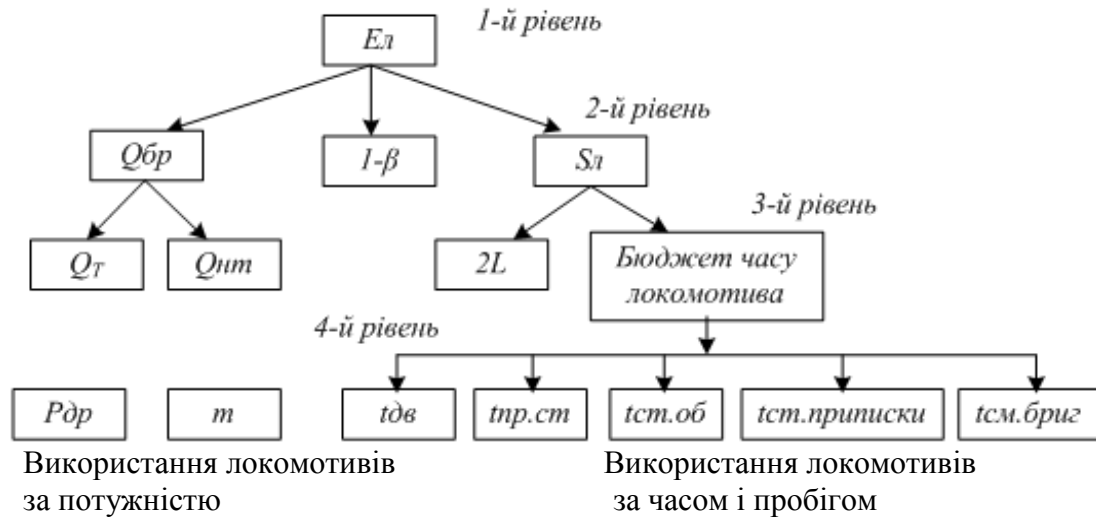 1-й рівень
Ел
2-й рівень
Qбр
1-β
Sл
3-й рівень
QТ
Qнт
2L
Бюджет часу
локомотива
4-й рівень
Pдр
m
tдв
tпр.ст
tст.об
tст.приписки
tсм.бриг
Використання локомотивів
за потужністю
Використання локомотивів
за часом і пробігом